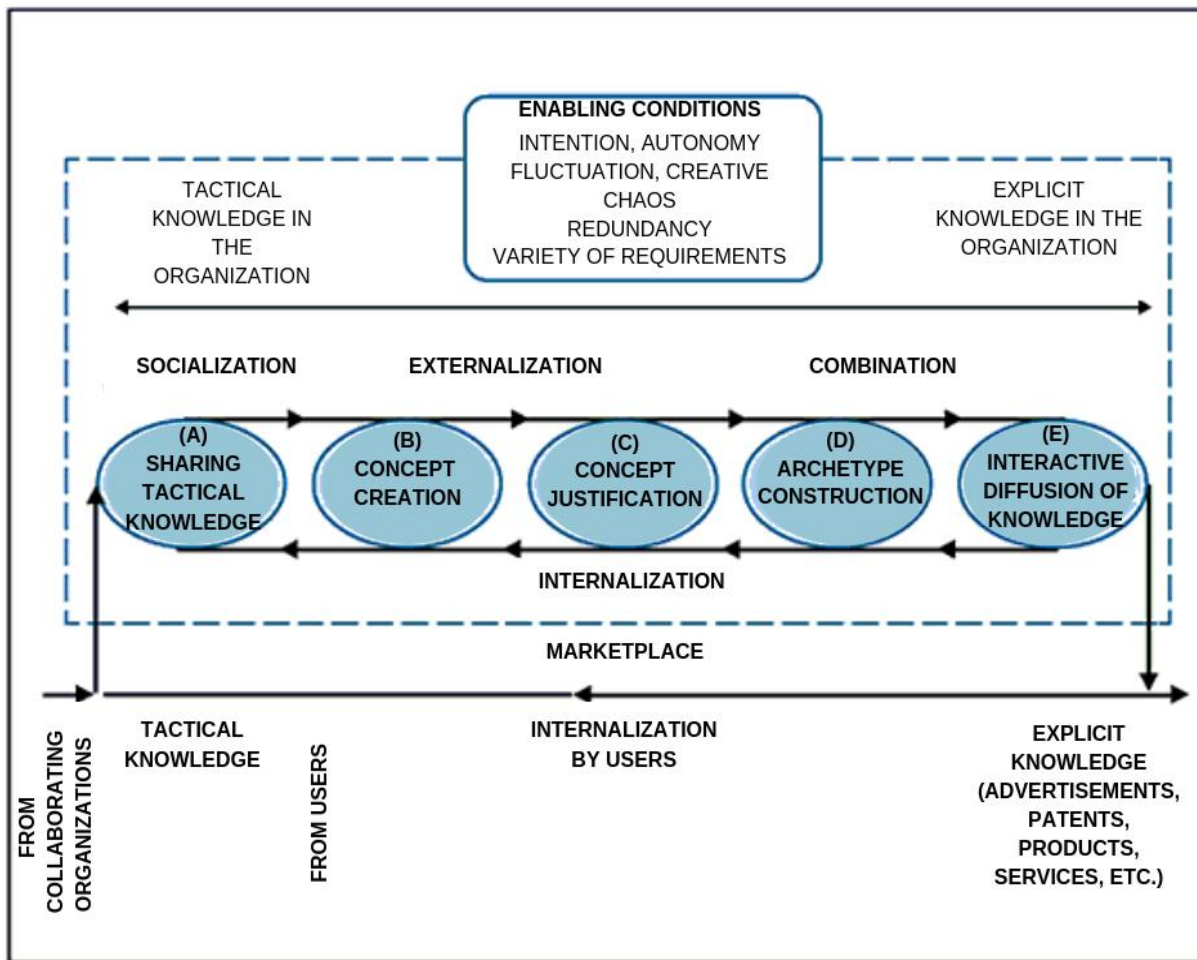 ENABLING CONDITIONS
INTENTION, AUTONOMY
FLUCTUATION, CREATIVE
CHAOS
REDUNDANCY
VARIETY OF REQUIREMENTS
TACTICAL
KNOWLEDGE IN
THE
ORGANIZATION
EXPLICIT
KNOWLEDGE IN THE
ORGANIZATION
SOCIALIZATION
EXTERNALIZATION
COMBINATION
(A)
SHARING
TACTICAL
KNOWLEDGE
(B)
CONCEPT
CREATION
(C)
CONCEPT
JUSTIFICATION
(D)
ARCHETYPE
CONSTRUCTION
(E)
INTERACTIVE
DIFFUSION OF
KNOWLEDGE
INTERNALIZATION
MARKETPLACE
FROM
COLLABORATING
ORGANIZATIONS
TACTICAL
KNOWLEDGE
FROM USERS
INTERNALIZATION
BY USERS
EXPLICIT
KNOWLEDGE
(ADVERTISEMENTS,
PATENTS,
PRODUCTS,
SERVICES, ETC.)